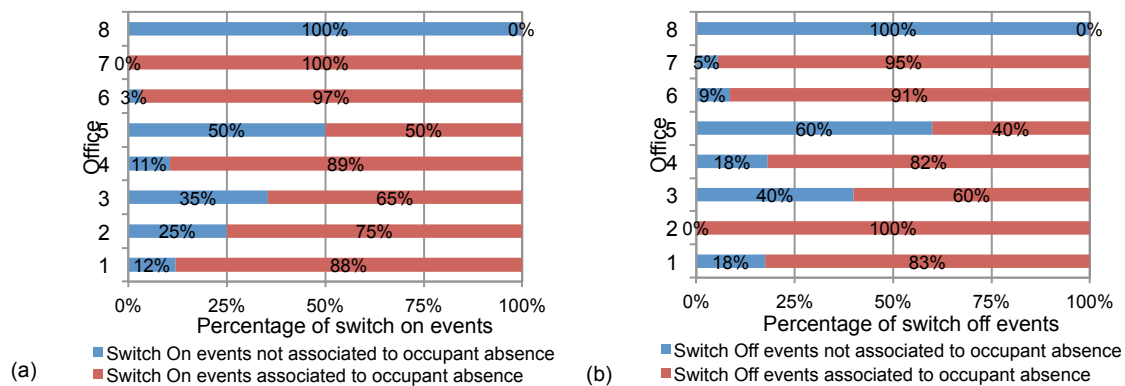 8 100% 0%
7 0% 100%
6 3% 97%
5 50% 50%
4 11% 89%
3 35% 65%
2 25% 75%
1 12% 88%
Office
0% 25% 50% 75% 100%
Percentage of switch on events
Switch On events not associated to occupant absence
(a) Switch On events associated to occupant absence
8 100% 0%
7 5% 95%
6 9% 91%
5 60% 40%
4 18% 82%
3 40% 60%
2 0% 100%
1 18% 83%
Office
0% 25% 50% 75% 100%
Percentage of switch off events
Switch Off events not associated to occupant absence
(b) Switch Off events associated to occupant absence